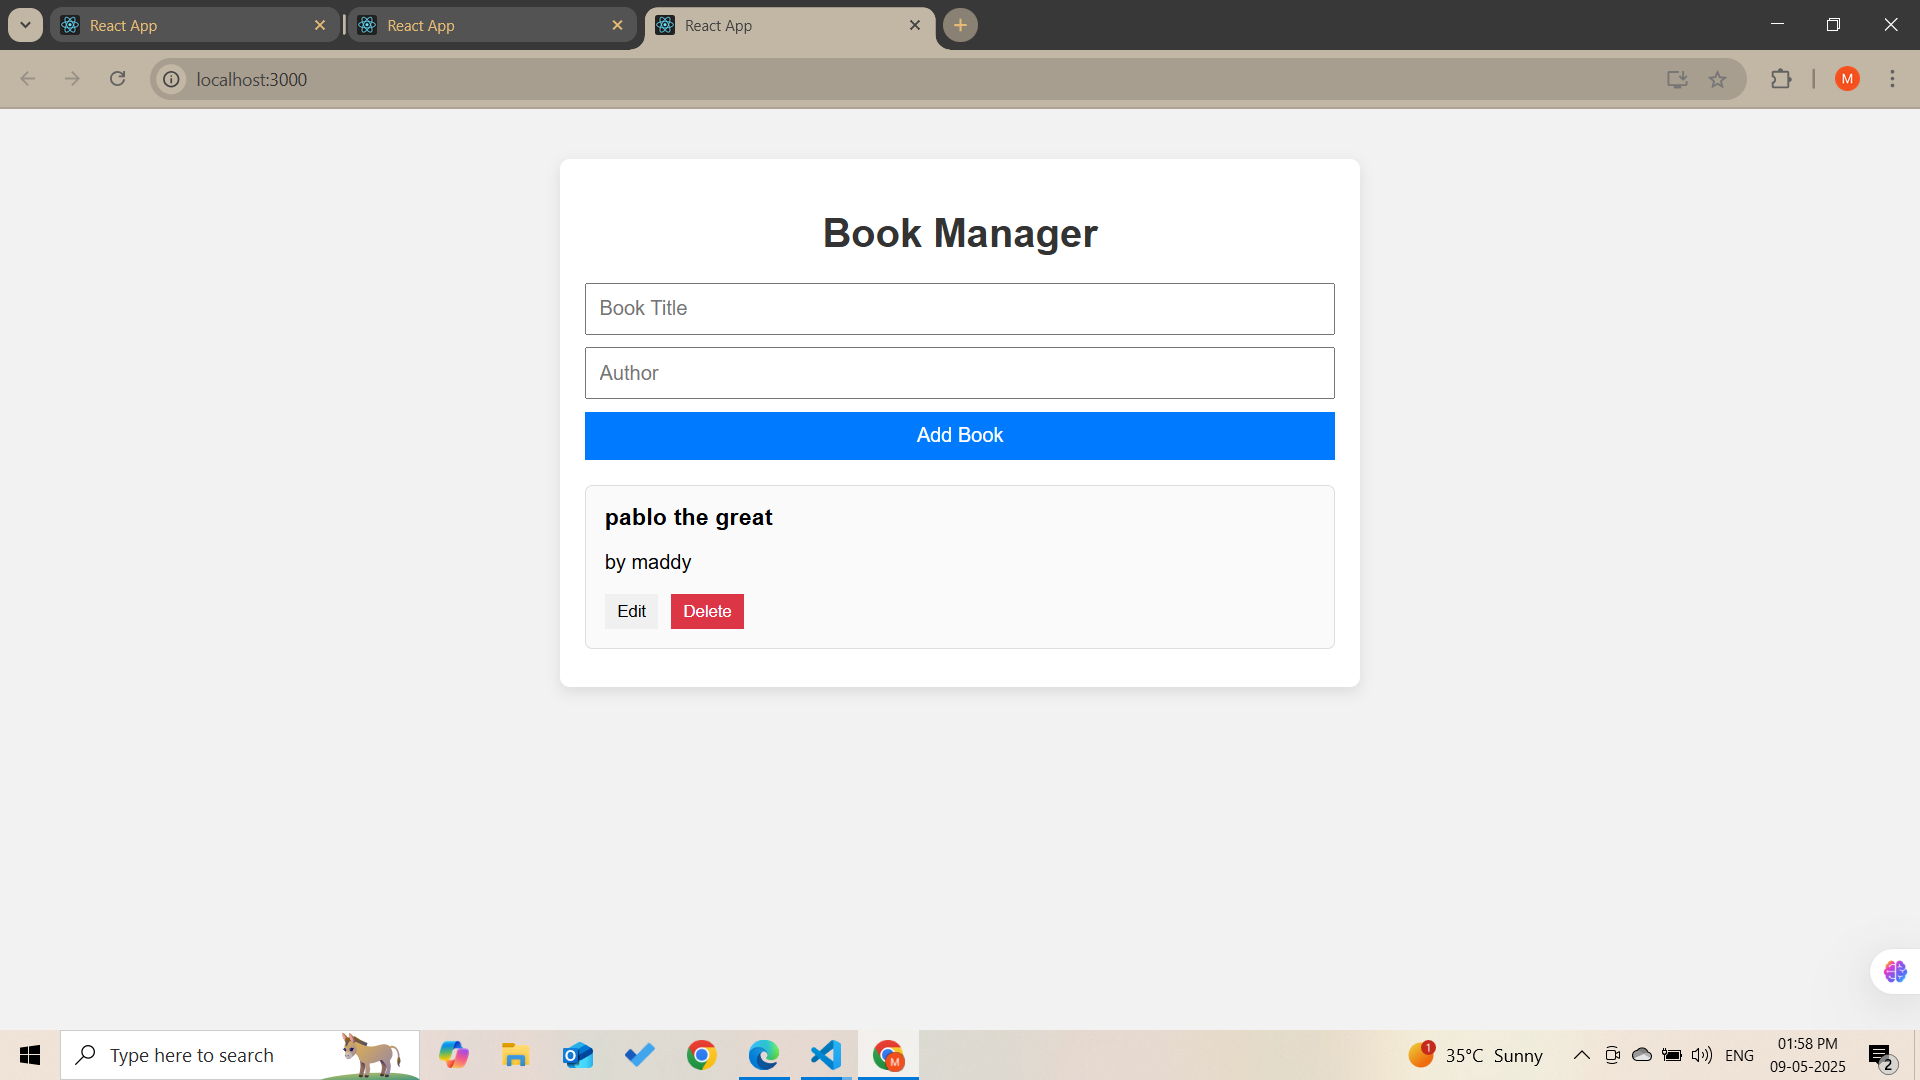 React App
React App
React App
localhost:3000
M
Book Manager
Book Title
Author
Add Book
pablo the great
by maddy
Edit
Delete
Type here to search
M
1
35°C Sunny
ENG
01:58 PM
09-05-2025
2